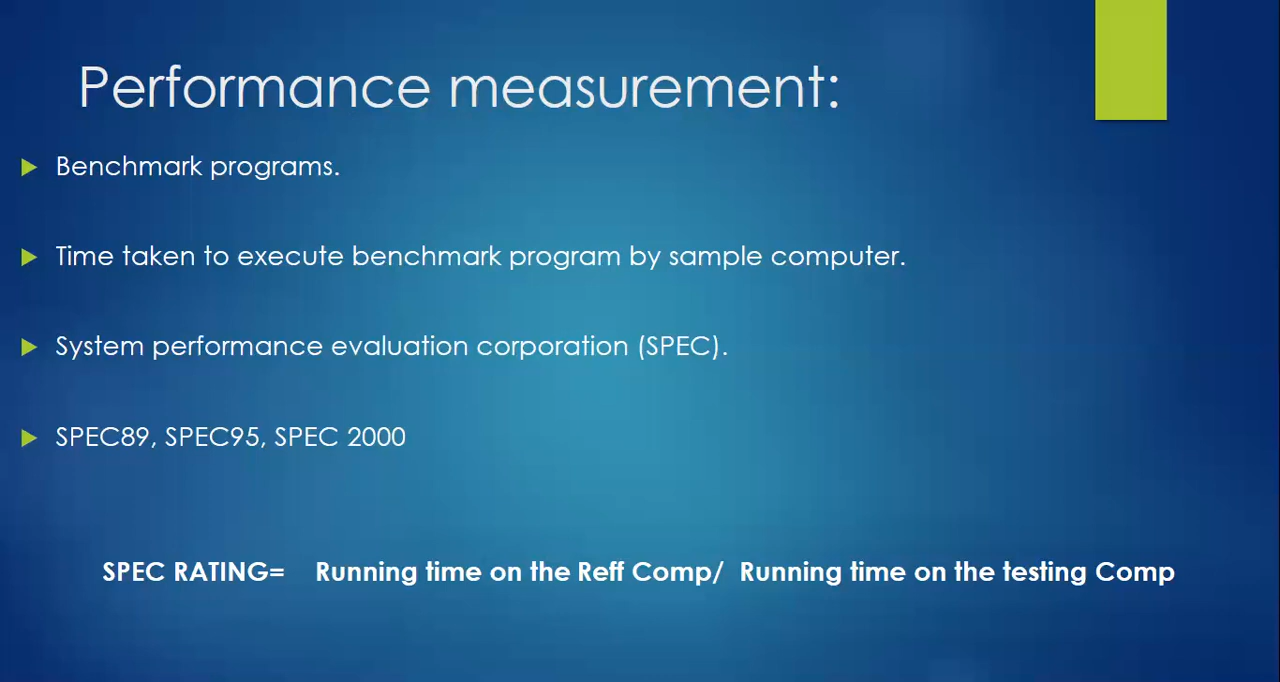 Performance measurement:
Benchmark programs.
Time taken to execute benchmark program by sample computer.
System performance evaluation corporation (SPEC).
SPEC89, SPEC95, SPEC 2000
SPEC RATING= Running time on the Reff Comp/ Running time on the testing Comp